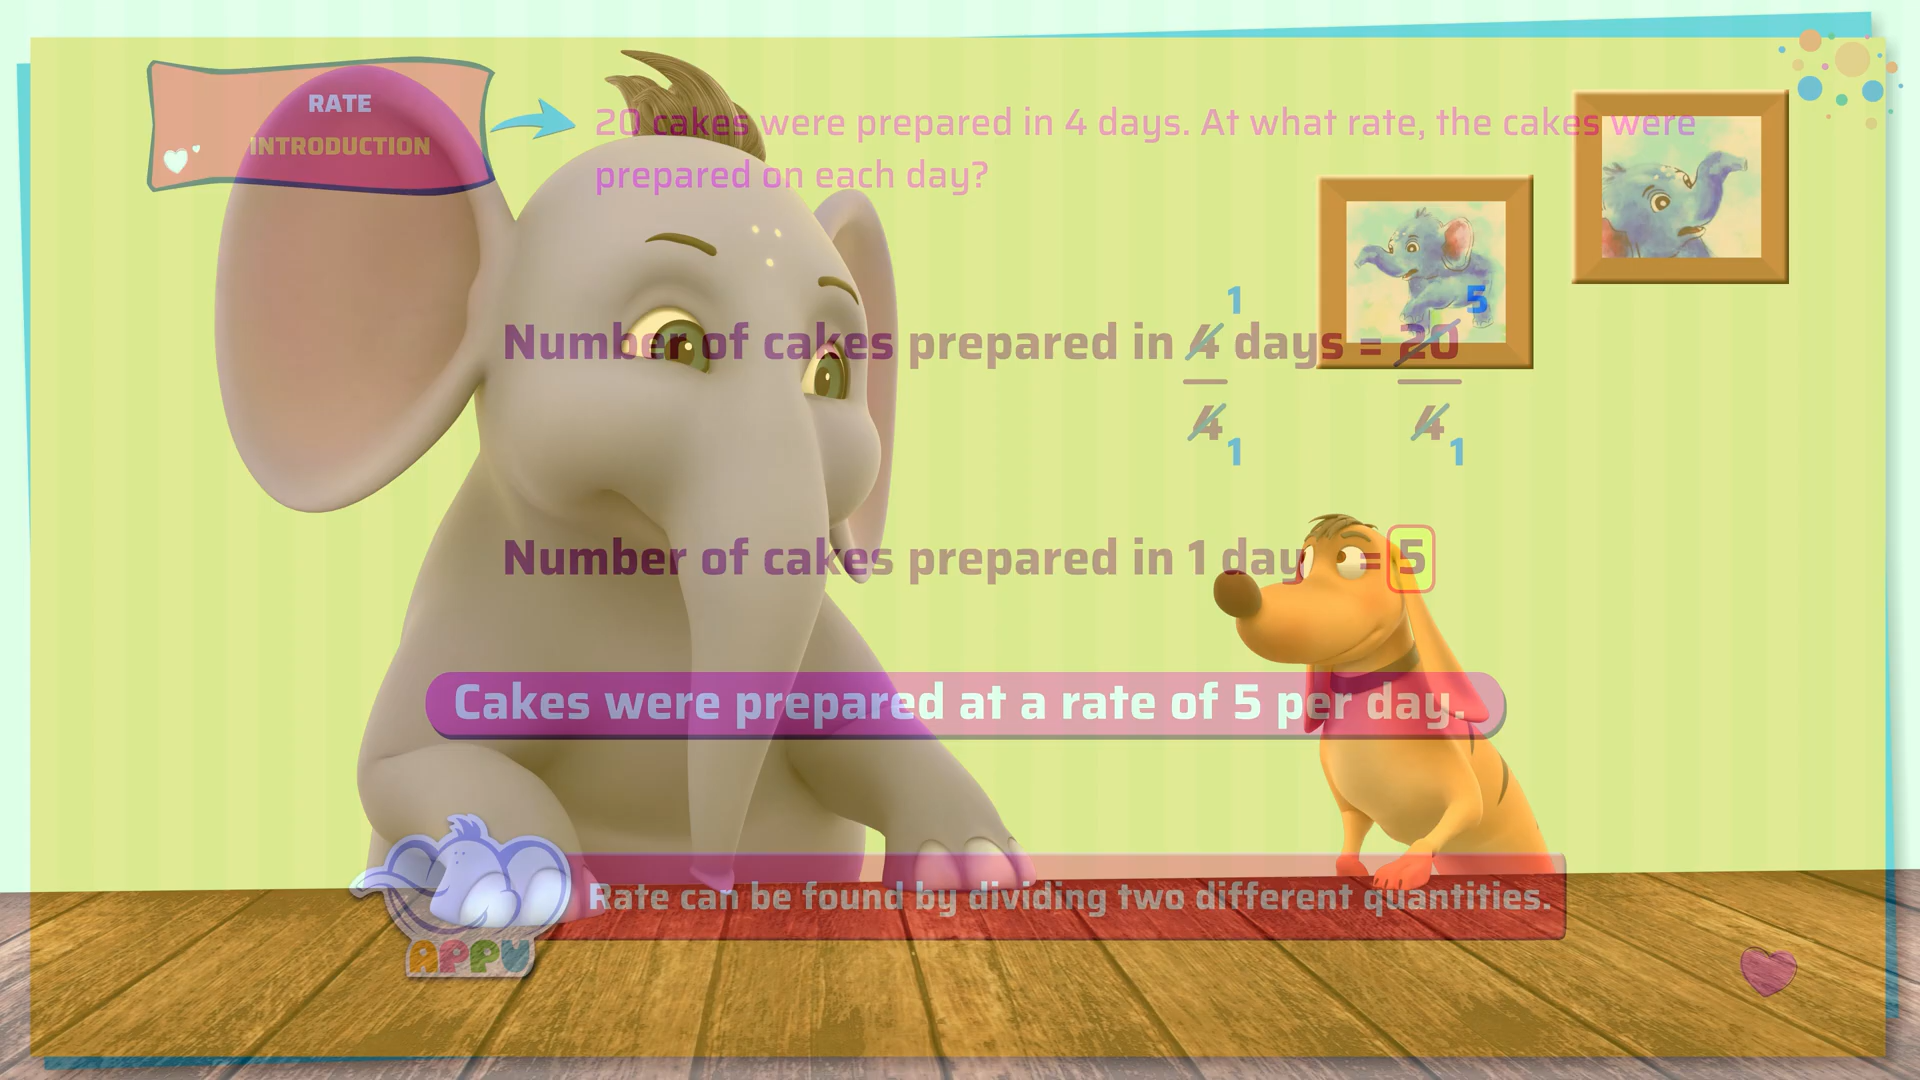 RATE
INTRODUCTION
20 cakes were prepared in 4 days. At what rate, the cakes were
prepared on each day?
1 5
Number of cakes prepared in 4 days = 20
4 4
1 1
Number of cakes prepared in 1 day = 5
Cakes were prepared at a rate of 5 per day.
Rate can be found by dividing two different quantities.
APPU